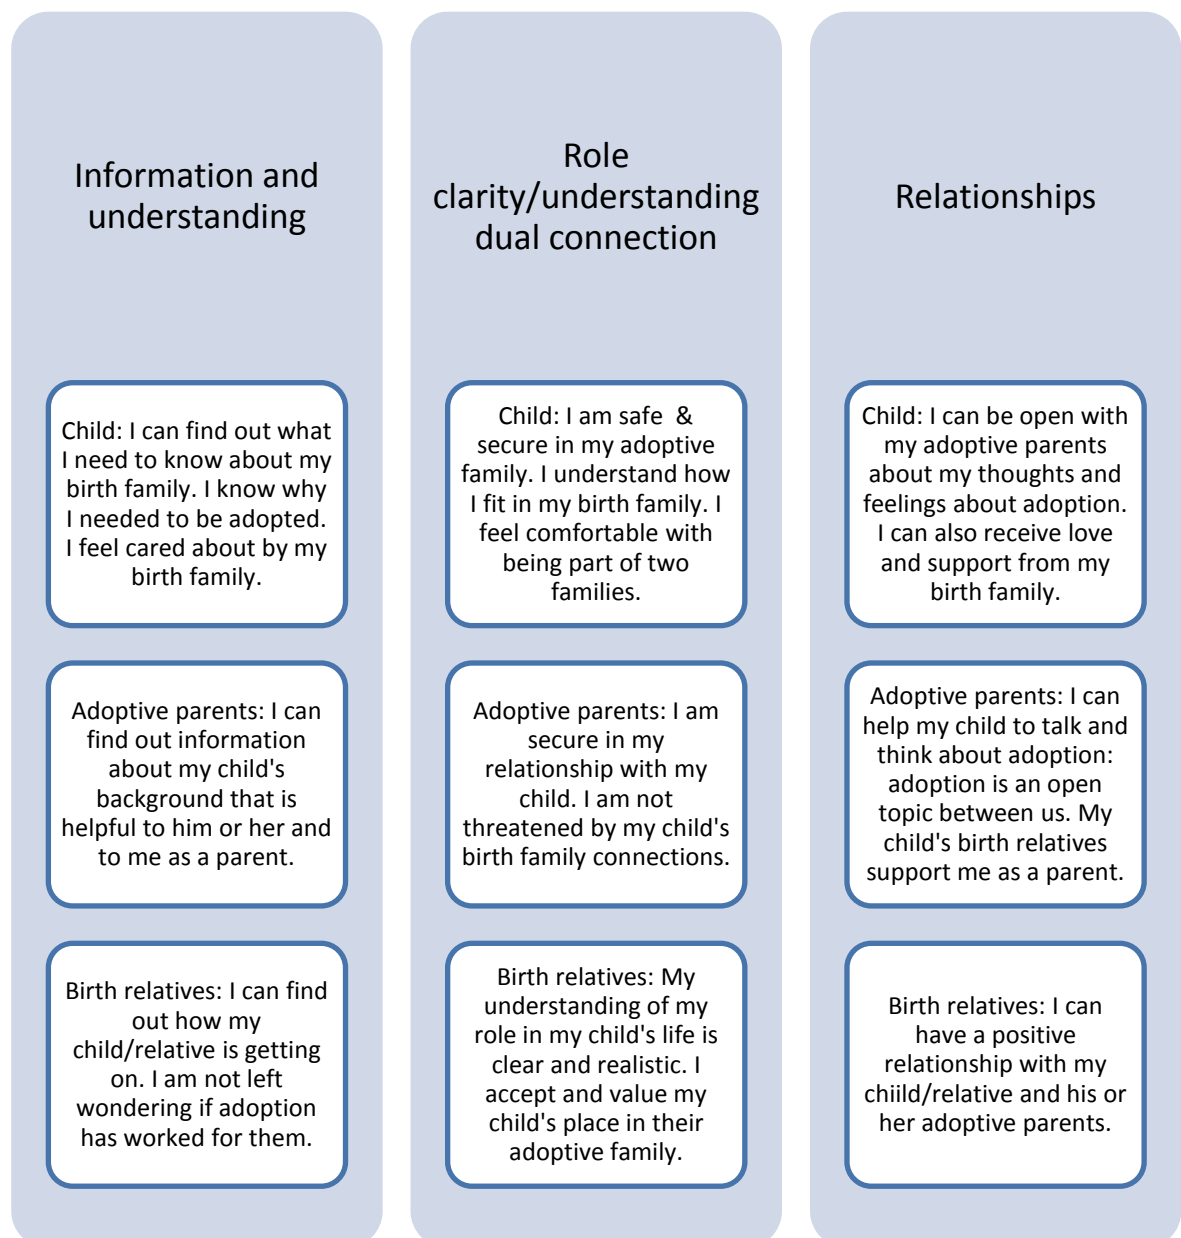 Information and
understanding
Child: I can find out what
I need to know about my
birth family. I know why
I needed to be adopted.
I feel cared about by my
birth family.
Adoptive parents: I can
find out information
about my child's
background that is
helpful to him or her and
to me as a parent.
Birth relatives: I can find
out how my
child/relative is getting
on. I am not left
wondering if adoption
has worked for them.
Role
clarity/understanding
dual connection
Child: I am safe  &
secure in my adoptive
family. I understand how
I fit in my birth family. I
feel comfortable with
being part of two
families.
Adoptive parents: I am
secure in my
relationship with my
child. I am not
threatened by my child's
birth family connections.
Birth relatives: My
understanding of my
role in my child's life is
clear and realistic. I
accept and value my
child's place in their
adoptive family.
Relationships
Child: I can be open with
my adoptive parents
about my thoughts and
feelings about adoption.
I can also receive love
and support from my
birth family.
Adoptive parents: I can
help my child to talk and
think about adoption:
adoption is an open
topic between us. My
child's birth relatives
support me as a parent.
Birth relatives: I can
have a positive
relationship with my
chiild/relative and his or
her adoptive parents.